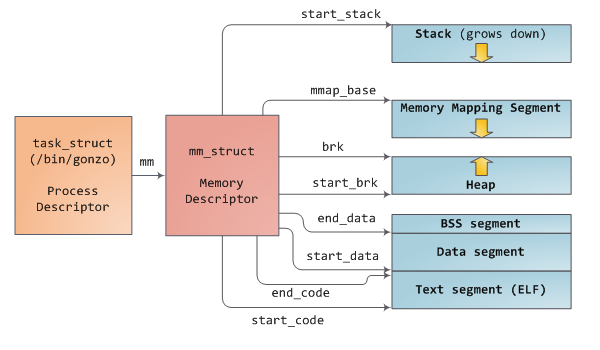 start_stack
Stack (grows down)
mmap_base
Memory Mapping Segment
task_struct
(/bin/gonzo)
Process
Descriptor
mm
mm_struct
Memory
Descriptor
brk
start_brk
Heap
end_data
BSS segment
start_data
Data segment
end_code
Text segment (ELF)
start_code